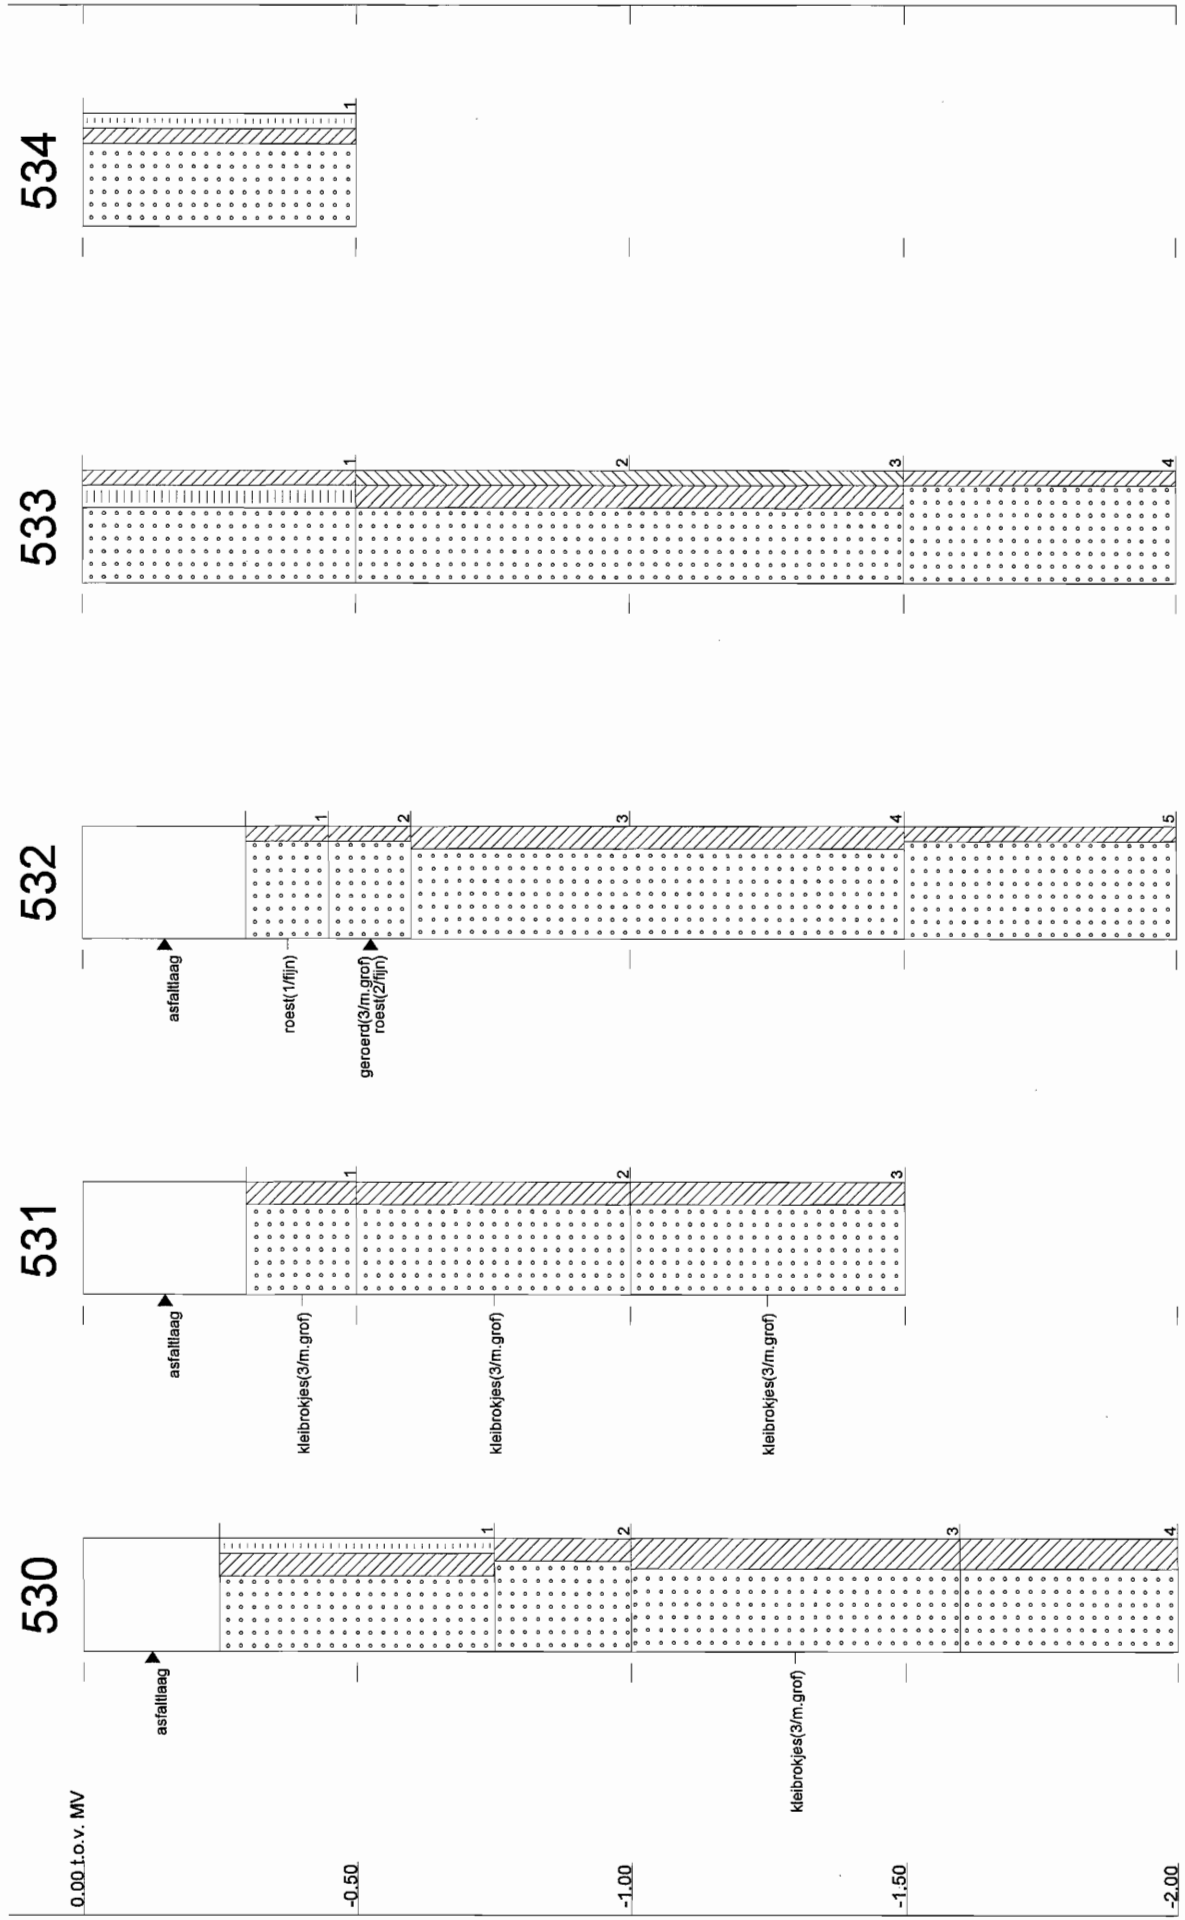 530
531
532
533
534
0.00 t.o.v. MV
-0.50
-1.00
-1.50
-2.00
asfaltlaag
kleibrokjes(3/m.grof)
1
2
3
4
asfaltlaag
kleibrokjes(3/m.grof)
kleibrokjes(3/m.grof)
kleibrokjes(3/m.grof)
1
2
3
asfaltlaag
roest(1/fijn)
geroerd(3/m.grof)
roest(2/fijn)
1
2
3
4
5
1
2
3
4
1